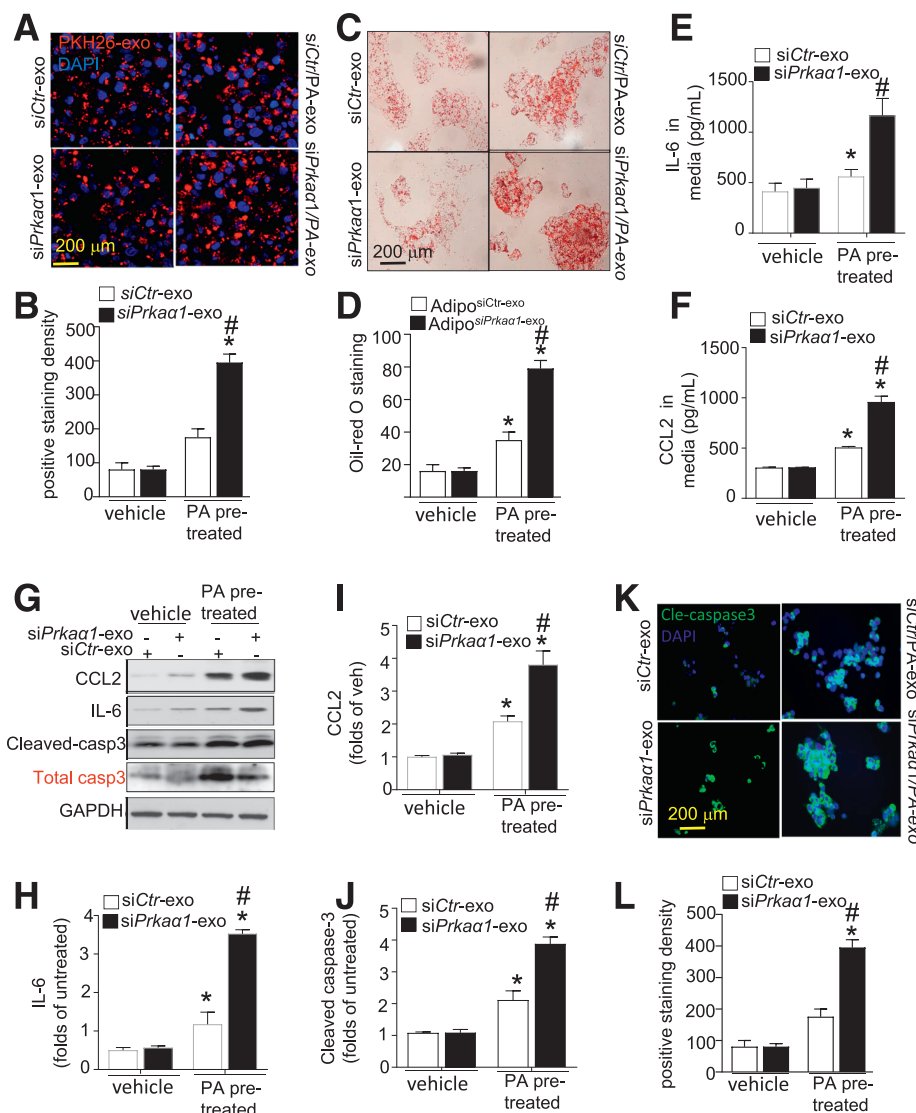 A
PKH26-exo
DAPI
siCtr-exo
siPrkaα1-exo
siCtr/PA-exo
siPrkaα1/PA-exo
200 μm
C
siCtr-exo
siPrkaα1-exo
siCtr/PA-exo
siPrkaα1/PA-exo
200 μm
E
siCtr-exo
siPrkaα1-exo
IL-6 in
media (pg/mL)
1500
1000
500
0
*
#
vehicle
PA pre-
treated
B
siCtr-exo
siPrkaα1-exo
positive staining density
400
300
200
100
0
#
*
vehicle
PA pre-
treated
D
Adipo^siCtr-exo
Adipo^siPrkaα1-exo
Oil-red O staining
100
80
60
40
20
*
#
*
vehicle
PA pre-
treated
F
siCtr-exo
siPrkaα1-exo
CCL2 in
media (pg/mL)
1500
1000
500
0
*
#
*
vehicle
PA pre-
treated
G
vehicle
PA pre-
treated
siPrkaα1-exo - + - +
siCtr-exo + - + -
CCL2
IL-6
Cleaved-casp3
Total casp3
GAPDH
I
siCtr-exo
siPrkaα1-exo
CCL2
(folds of veh)
6
4
2
1
0
*
#
*
vehicle
PA pre-
treated
K
Cle-caspase3
DAPI
siCtr-exo
siPrkaα1-exo
siCtr/PA-exo
siPrkaα1/PA-exo
200 μm
H
siCtr-exo
siPrkaα1-exo
IL-6
(folds of untreated)
6
4
2
1
0
*
#
*
vehicle
PA pre-
treated
J
siCtr-exo
siPrkaα1-exo
Cleaved caspase-3
(folds of untreated)
5
4
3
2
1
0
*
#
*
vehicle
PA pre-
treated
L
siCtr-exo
siPrkaα1-exo
positive staining density
400
300
200
100
0
#
*
vehicle
PA pre-
treated